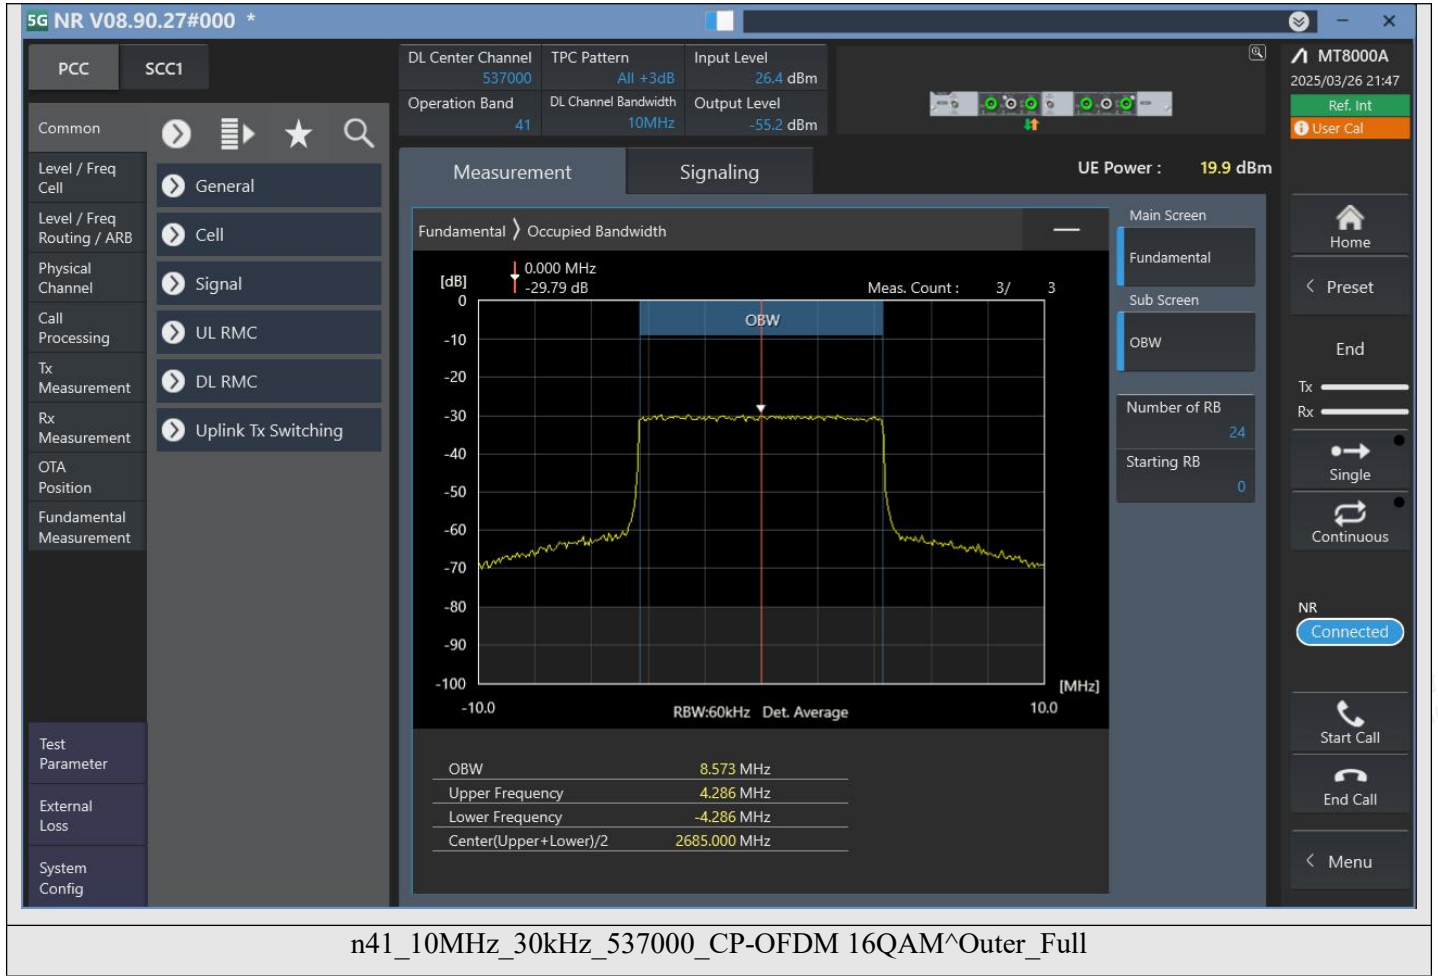 5G NR V08.90.27#000 *
PCC
SCC1
Common
Level / Freq
Cell
Level / Freq
Routing / ARB
Physical
Channel
Call
Processing
Tx
Measurement
Rx
Measurement
OTA
Position
Fundamental
Measurement
Test
Parameter
External
Loss
System
Config
General
Cell
Signal
UL RMC
DL RMC
Uplink Tx Switching
DL Center Channel
537000
TPC Pattern
All +3dB
Input Level
26.4 dBm
Operation Band
41
DL Channel Bandwidth
10MHz
Output Level
-55.2 dBm
Measurement
Signaling
UE Power : 19.9 dBm
Fundamental > Occupied Bandwidth
0.000 MHz
-29.79 dB
Meas. Count : 3/ 3
[dB]
OBW
0
-10
-20
-30
-40
-50
-60
-70
-80
-90
-100
[MHz]
-10.0
RBW:60kHz Det. Average
10.0
OBW 8.573 MHz
Upper Frequency 4.286 MHz
Lower Frequency -4.286 MHz
Center(Upper+Lower)/2 2685.000 MHz
Main Screen
Fundamental
Sub Screen
OBW
Number of RB
24
Starting RB
0
MT8000A
2025/03/26 21:47
Ref. Int
User Cal
Home
< Preset
End
Tx
Rx
Single
Continuous
NR
Connected
Start Call
End Call
< Menu
n41_10MHz_30kHz_537000_CP-OFDM 16QAM^Outer_Full